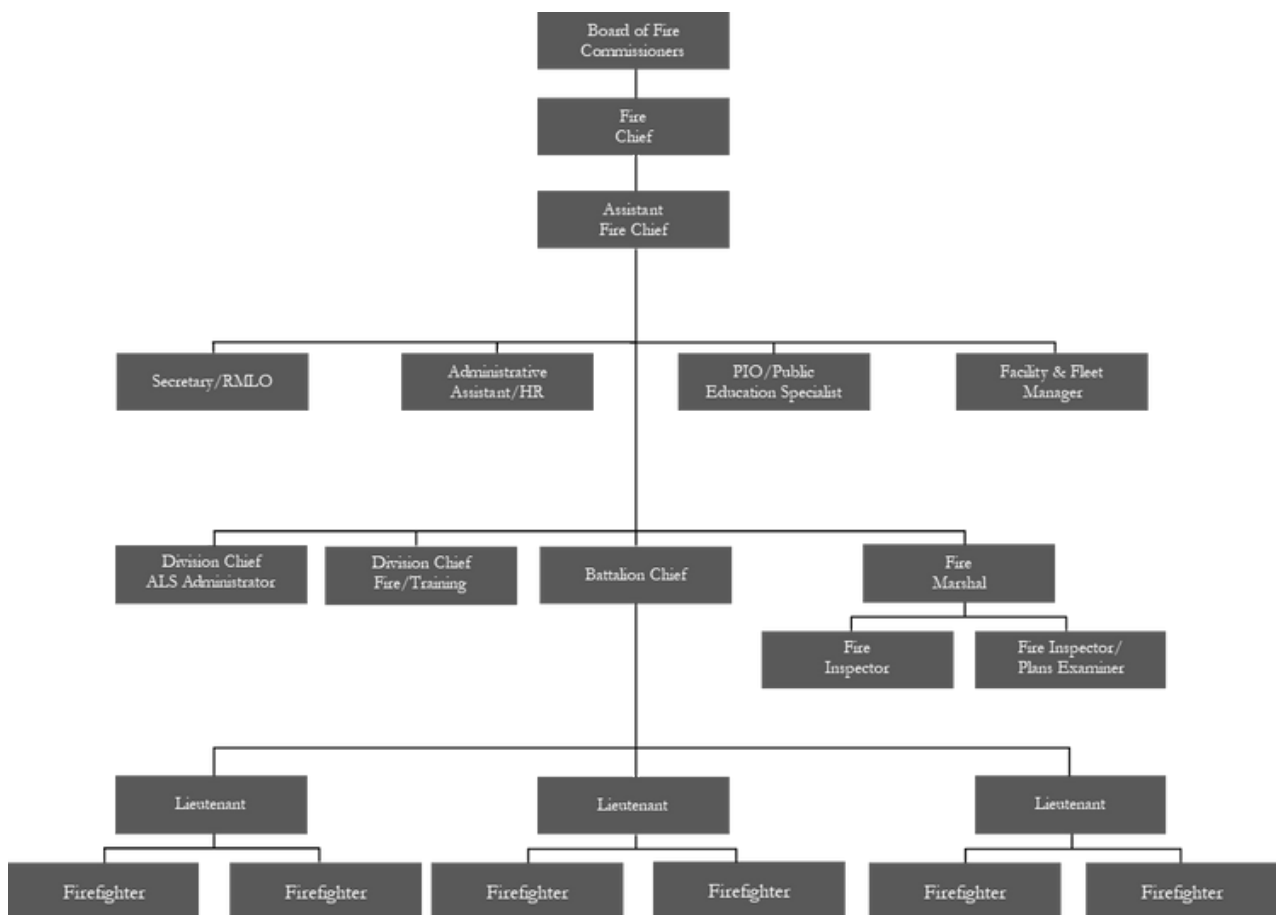 Board of Fire
Commissioners
Fire
Chief
Assistant
Fire Chief
Secretary/RMLO
Administrative
Assistant/HR
PIO/Public
Education Specialist
Facility & Fleet
Manager
Division Chief
ALS Administrator
Division Chief
Fire/Training
Battalion Chief
Fire
Marshal
Fire
Inspector
Fire Inspector/
Plans Examiner
Lieutenant
Lieutenant
Lieutenant
Firefighter
Firefighter
Firefighter
Firefighter
Firefighter
Firefighter